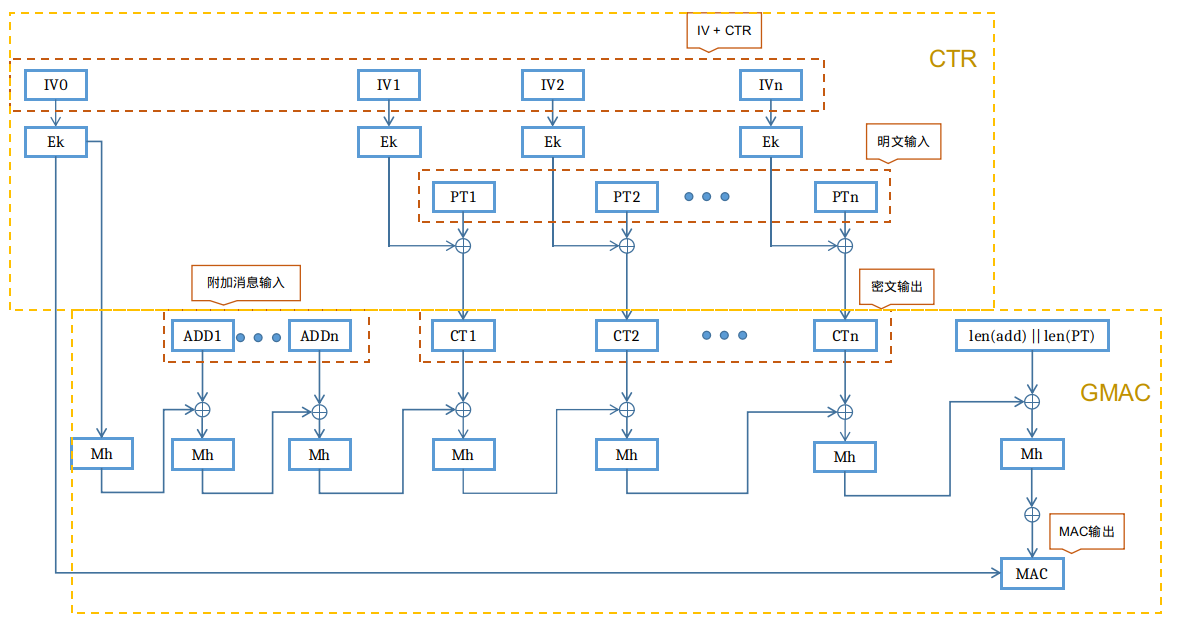 IV + CTR
CTR
IV0
IV1
IV2
IVn
Ek
Ek
Ek
Ek
明文输入
PT1
PT2
PTn
附加消息输入
密文输出
ADD1
ADDn
CT1
CT2
CTn
len(add) || len(PT)
GMAC
Mh
Mh
Mh
Mh
Mh
Mh
Mh
MAC输出
MAC